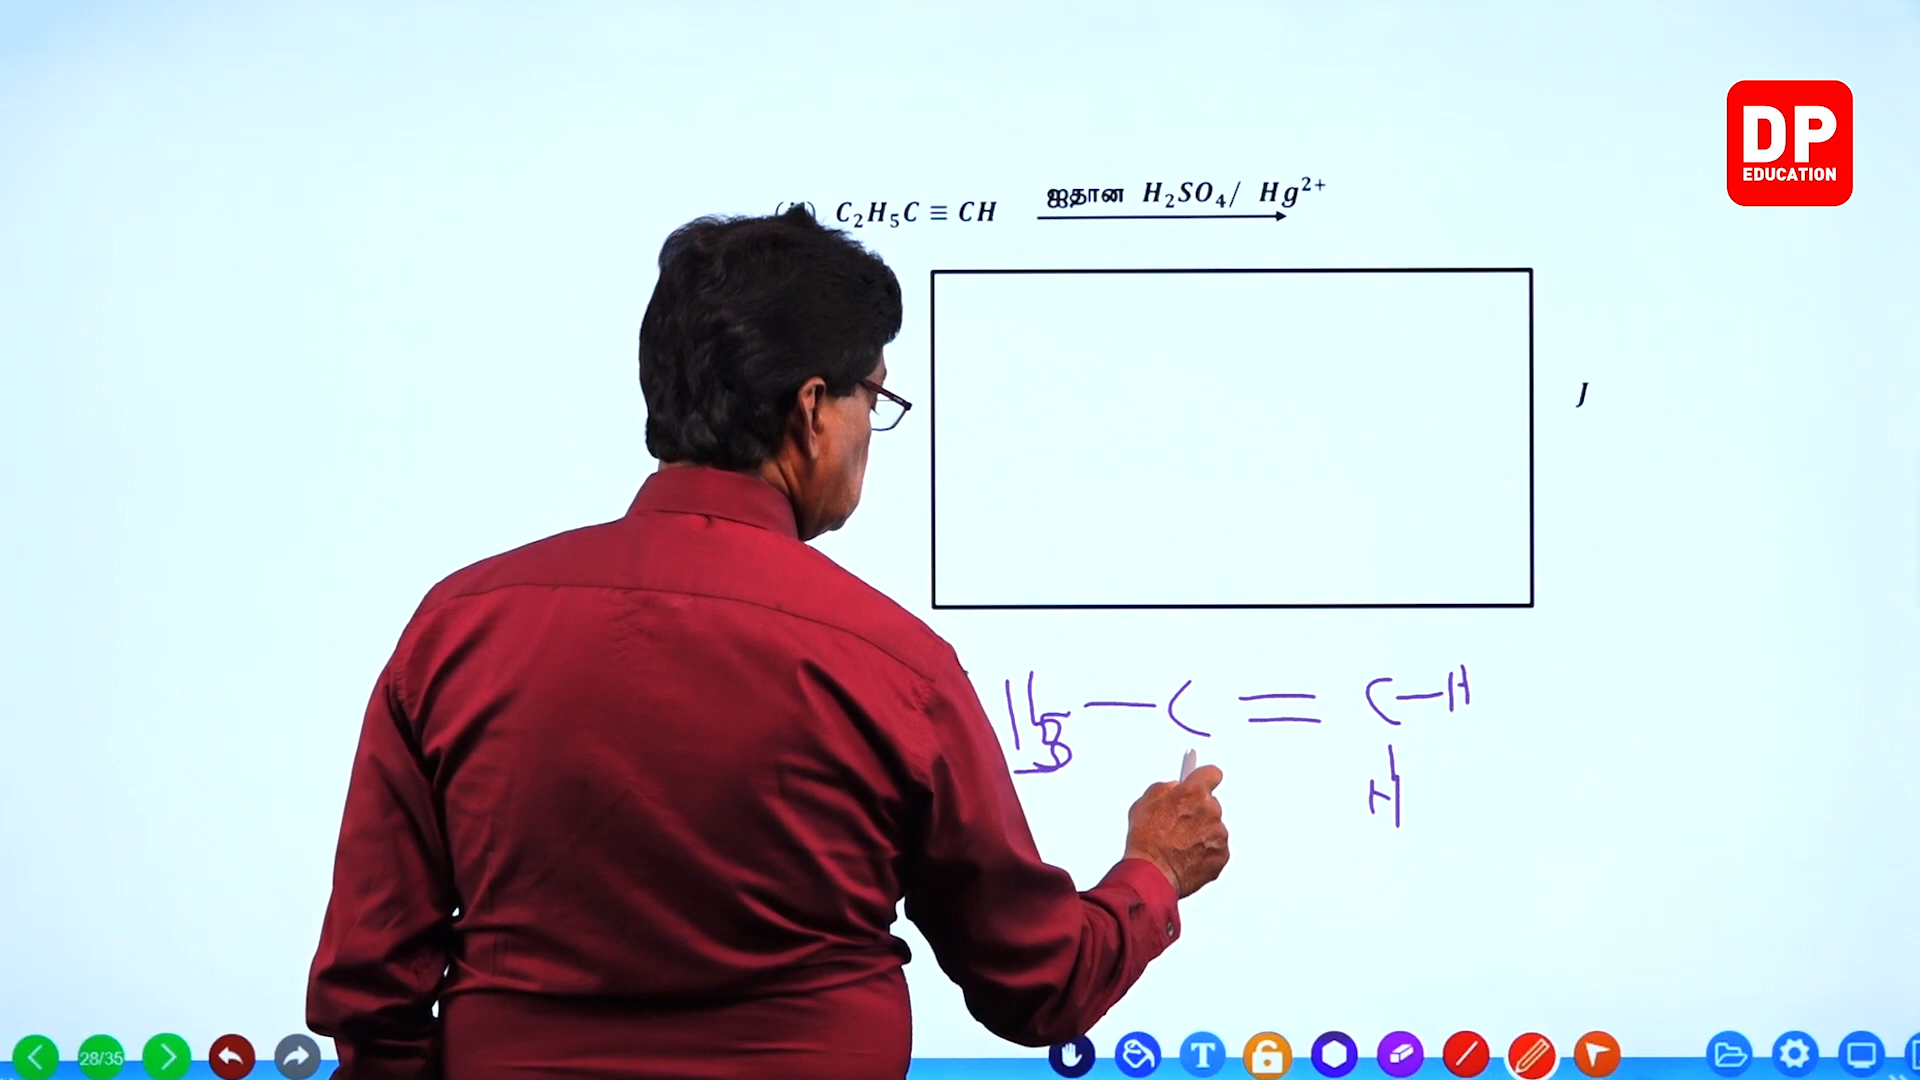 DP
EDUCATION
C₂H₅C ≡ CH ஐதான H₂SO₄/ Hg²⁺
J
C = C-H
H
28/35
T